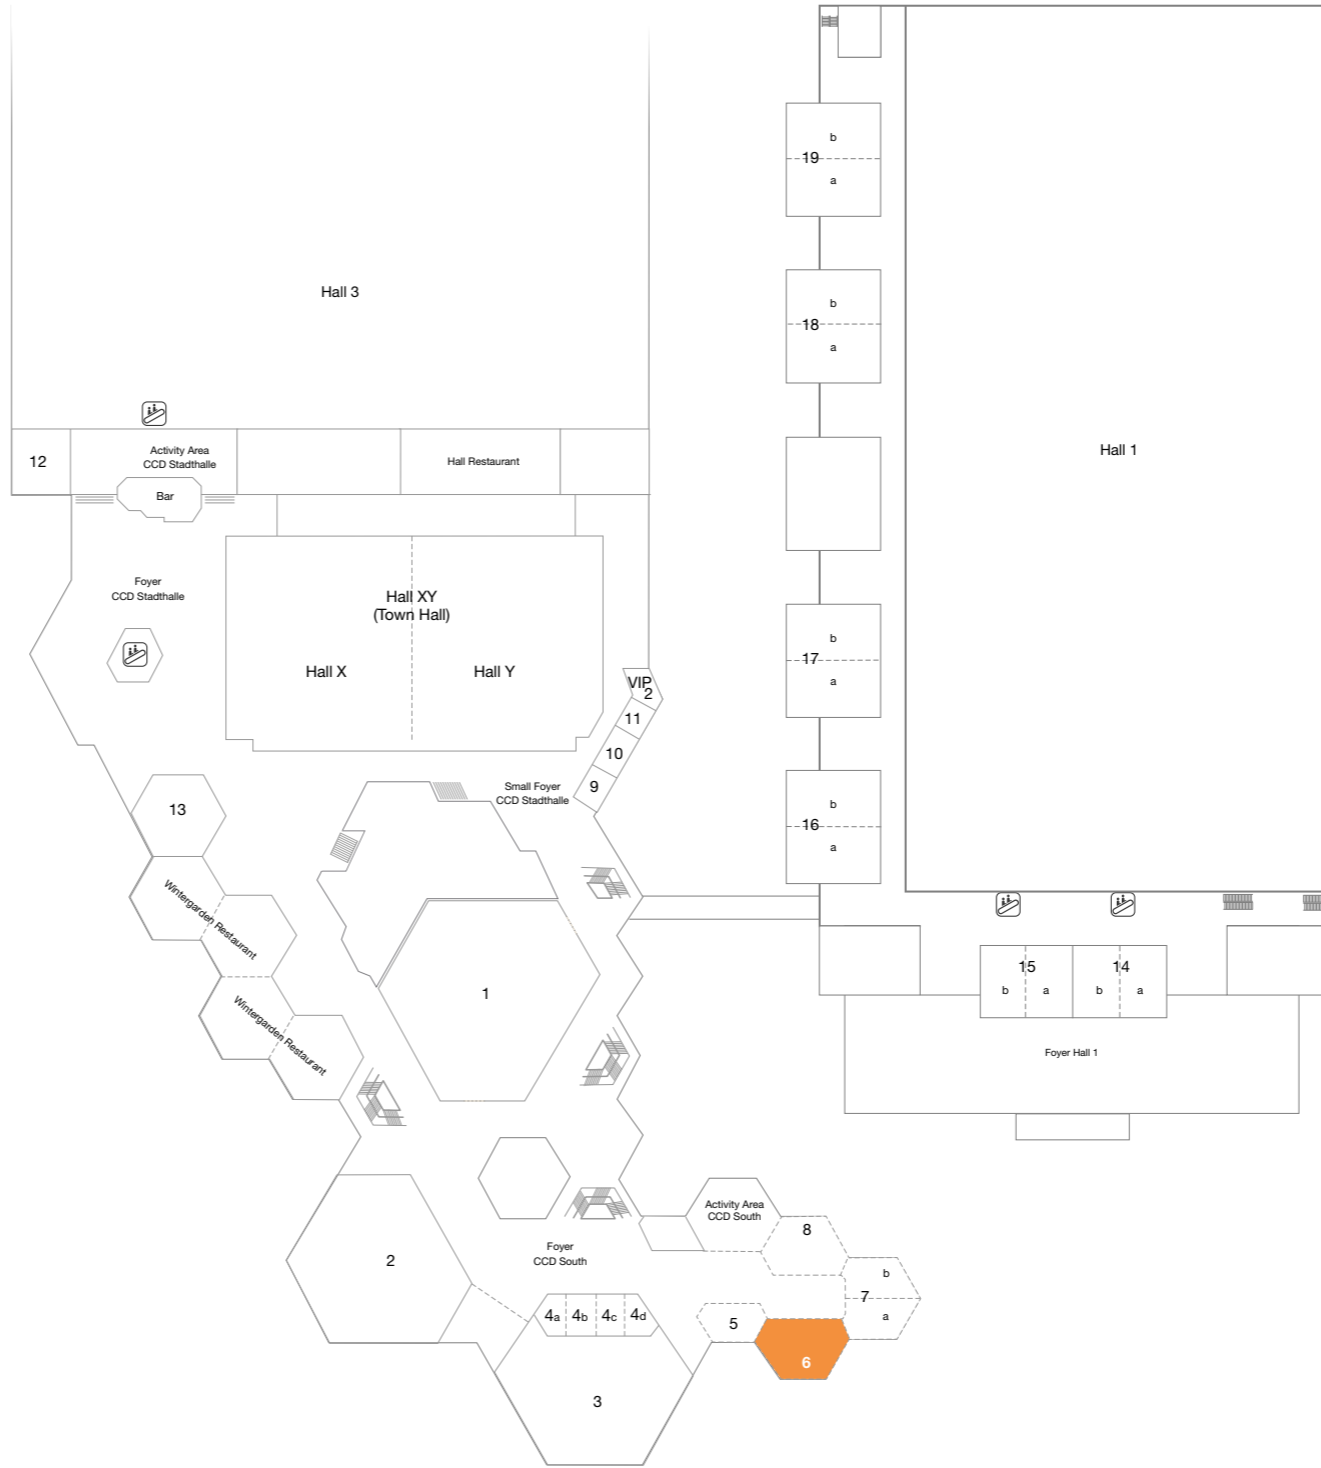 b
19
a
Hall 3
b
18
a
Hall 1
12
Activity Area
CCD Stadthalle
Hall Restaurant
Bar
Foyer
CCD Stadthalle
Hall XY
(Town Hall)
Hall X
Hall Y
b
17
a
VIP
2
11
10
9
Small Foyer
CCD Stadthalle
13
b
16
a
Wintergarden Restaurant
Wintergarden Restaurant
1
15
14
b
a
b
a
Foyer Hall 1
Activity Area
CCD South
8
Foyer
CCD South
2
b
7
a
4a
4b
4c
4d
5
6
3